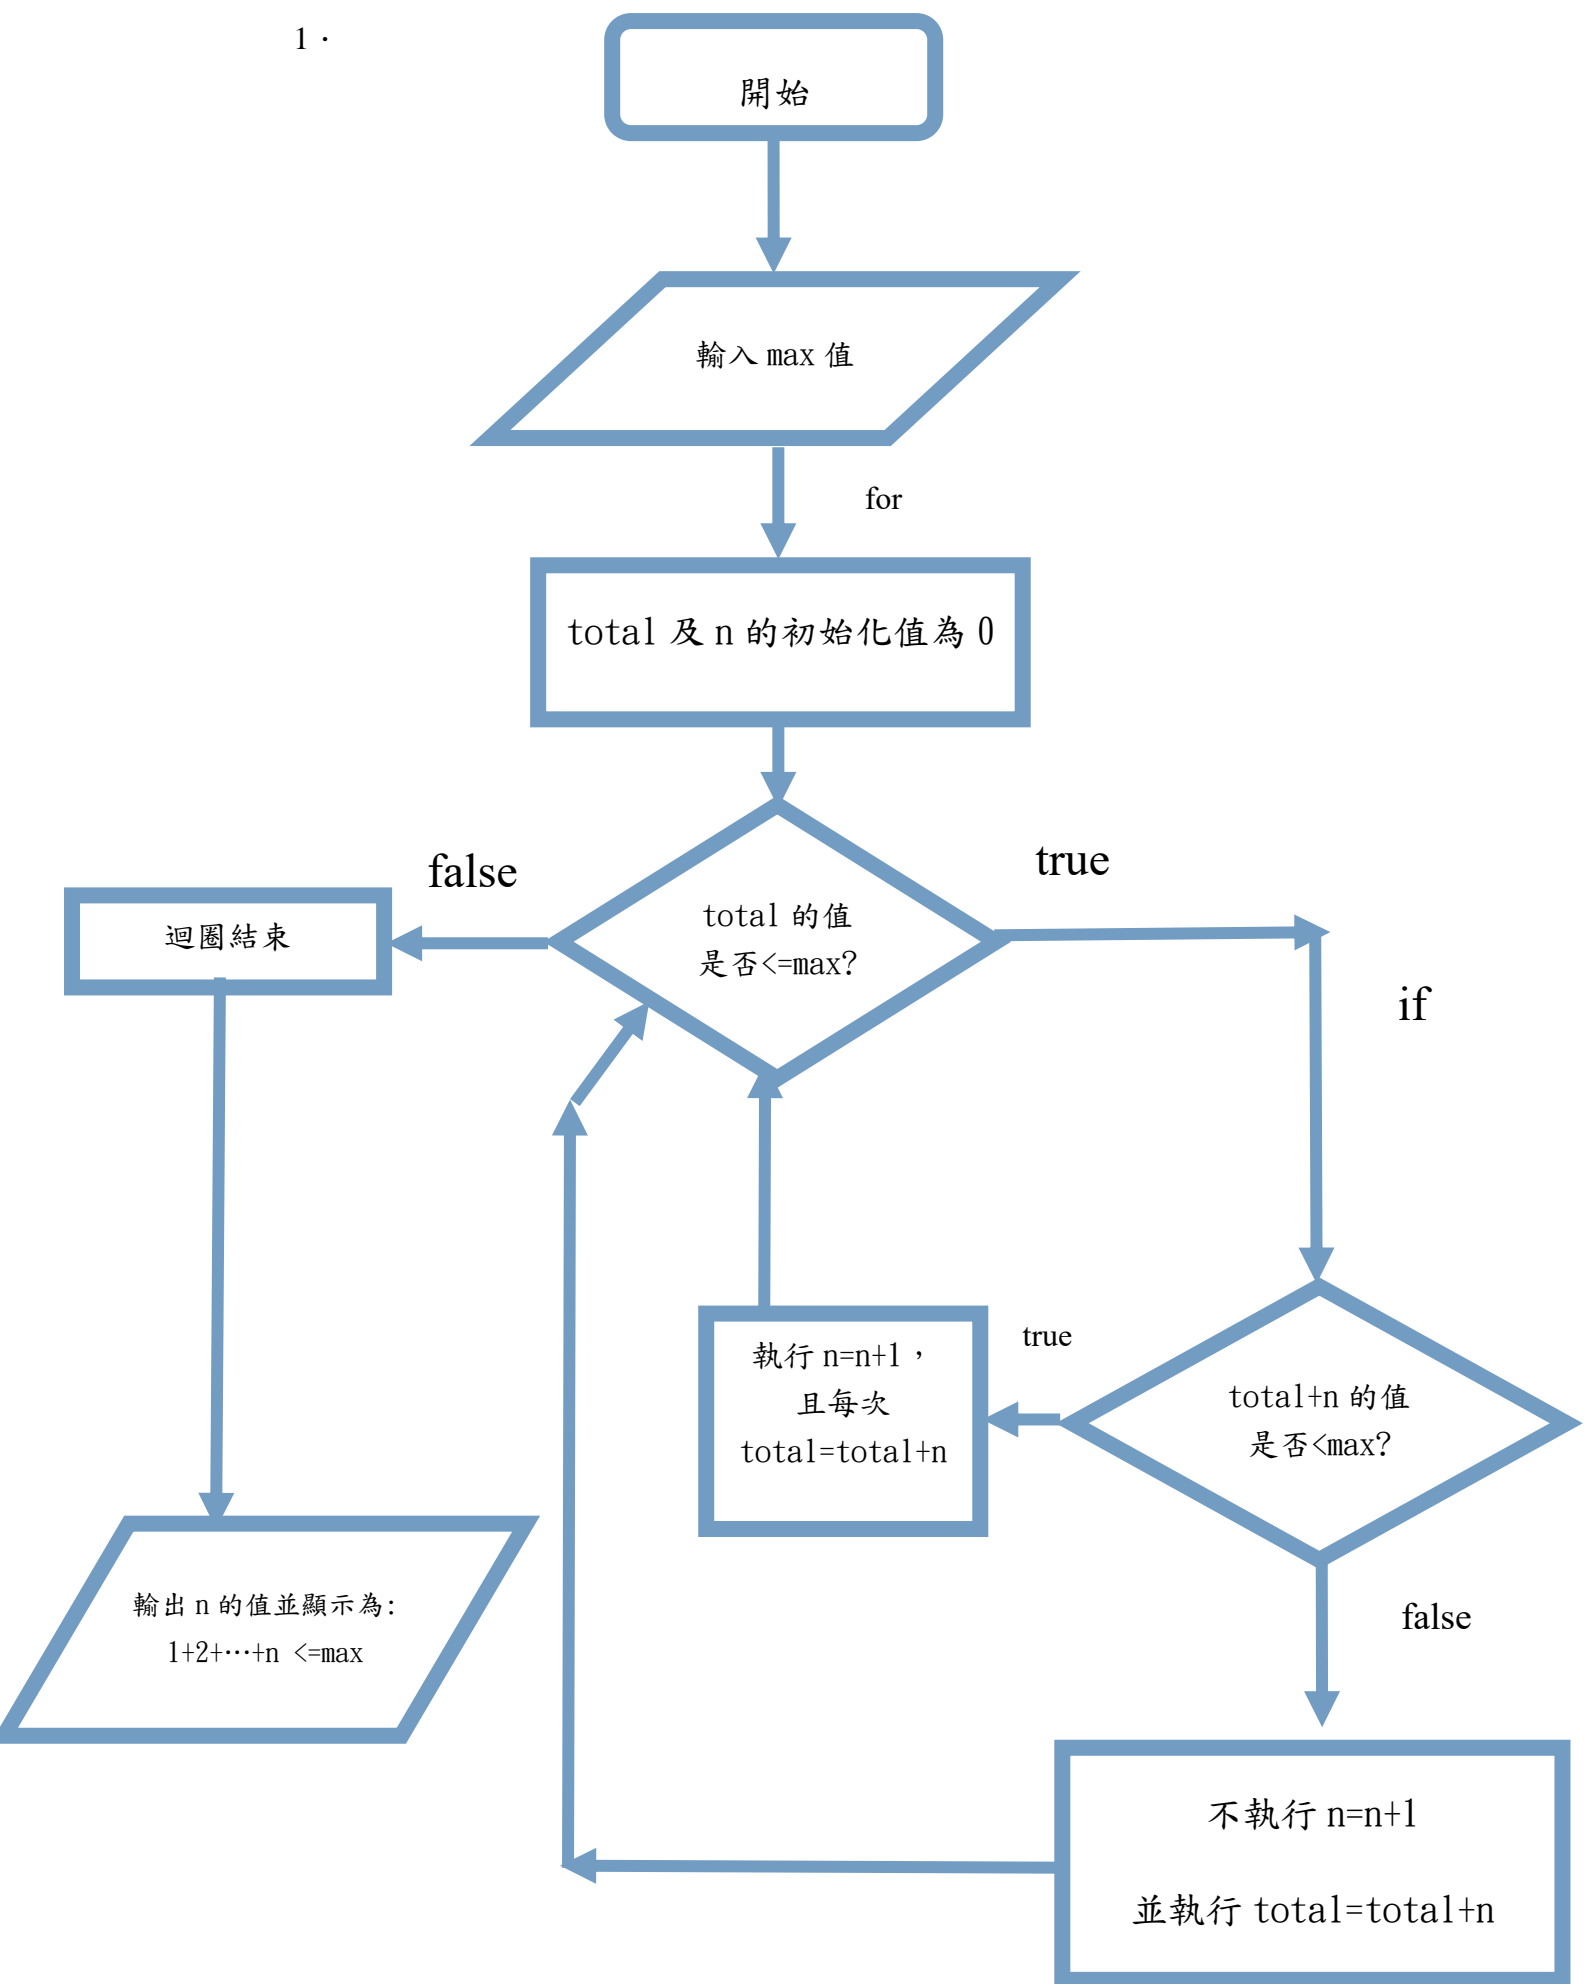 1.
開始
輸入 max 值
for
total 及 n 的初始化值為 0
false
true
迴圈結束
total 的值
是否<=max?
if
執行 n=n+1，
且每次
total=total+n
true
total+n 的值
是否<max?
輸出 n 的值並顯示為:
1+2+…+n <=max
false
不執行 n=n+1
並執行 total=total+n